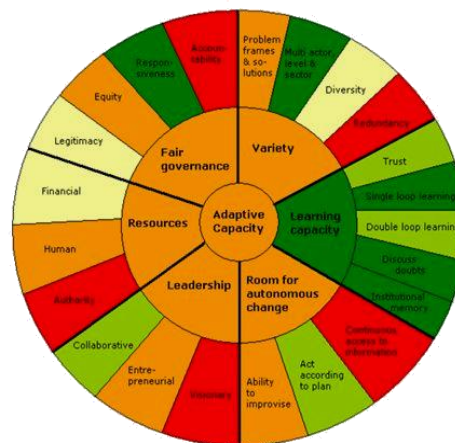 Problem
frames
& so-
lutions
Multi actor,
level &
sector
Diversity
Redundancy
Trust
Single loop learning
Double loop learning
Discuss
doubts
Institutional
memory
Continuous
access to
information
Act
according
to plan
Ability
to
improvise
Visionary
Entre-
preneurial
Collaborative
Authority
Human
Financial
Legitimacy
Equity
Respon-
siveness
Accoun-
tability
Fair
governance
Variety
Learning
capacity
Room for
autonomous
change
Leadership
Resources
Adaptive
Capacity